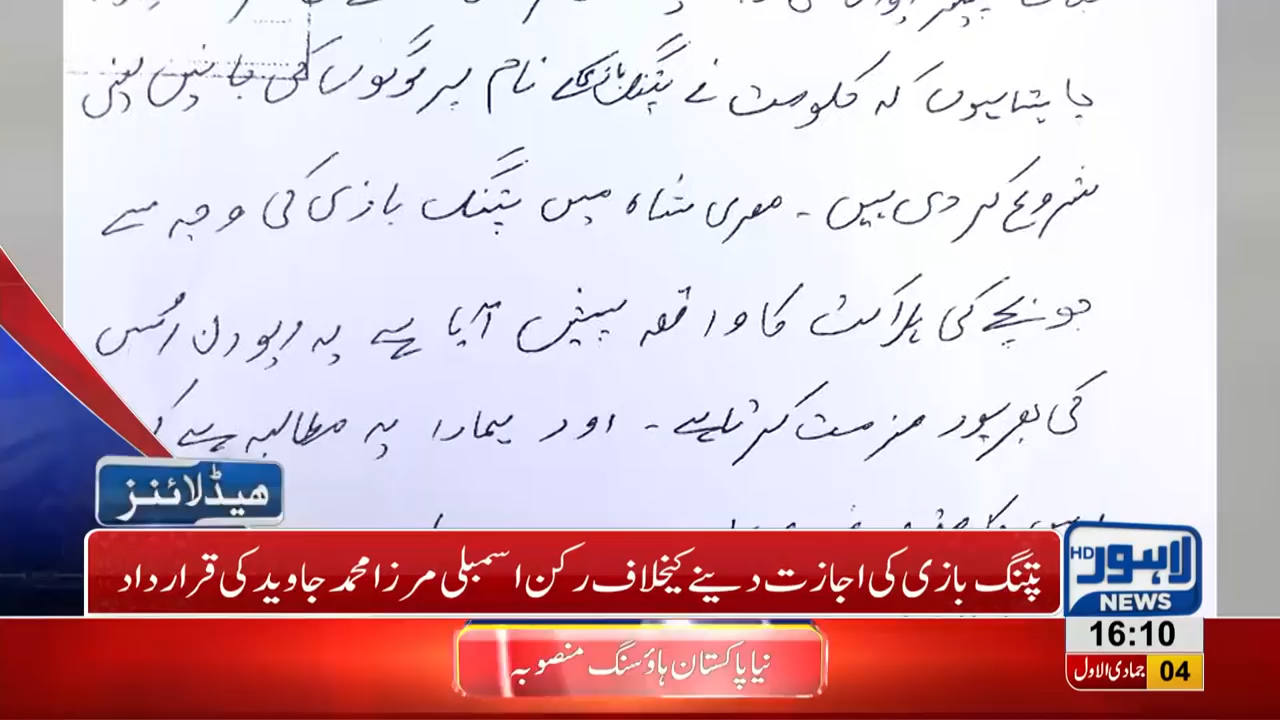 چاہتا ہوں کہ حکومت نے پتنگ بازی کے نام پر لوگوں کی جانیں لینی
شروع کر دی ہیں ۔ مصری شاہ میں پتنگ بازی کی وجہ سے
جو بچے کی ہلاکت کا واقعہ پیش آیا ہے یہ ایوان اس
کی بھرپور مزمت کرتا ہے ۔ اور ہمارا یہ مطالبہ ہے کہ
ھیڈلائنز
پتنگ بازی کی اجازت دینے کیخلاف رکن اسمبلی مرزا محمد جاوید کی قرارداد
لاہور HD
NEWS
نیا پاکستان ہاؤسنگ منصوبہ
16:10
04 جمادی الاول